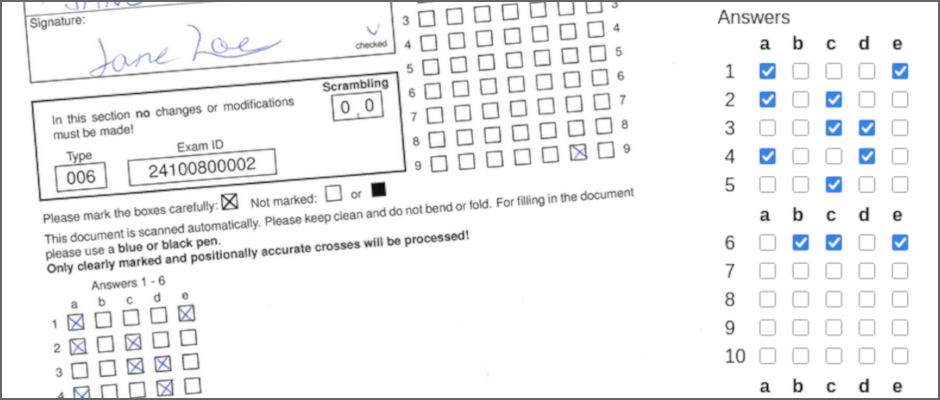 Signature:
Jane Loe
checked
Scrambling
0 0
In this section no changes or modifications
must be made!
Type
Exam ID
006
24100800002
3
3
4
4
5
5
6
6
7
7
8
8
9
9
Please mark the boxes carefully: Not marked: or
This document is scanned automatically. Please keep clean and do not bend or fold. For filling in the document
please use a blue or black pen.
Only clearly marked and positionally accurate crosses will be processed!
Answers 1 - 6
a b c d e
1
2
3
4
Answers
a b c d e
1
2
3
4
5
a b c d e
6
7
8
9
10
a b c d e